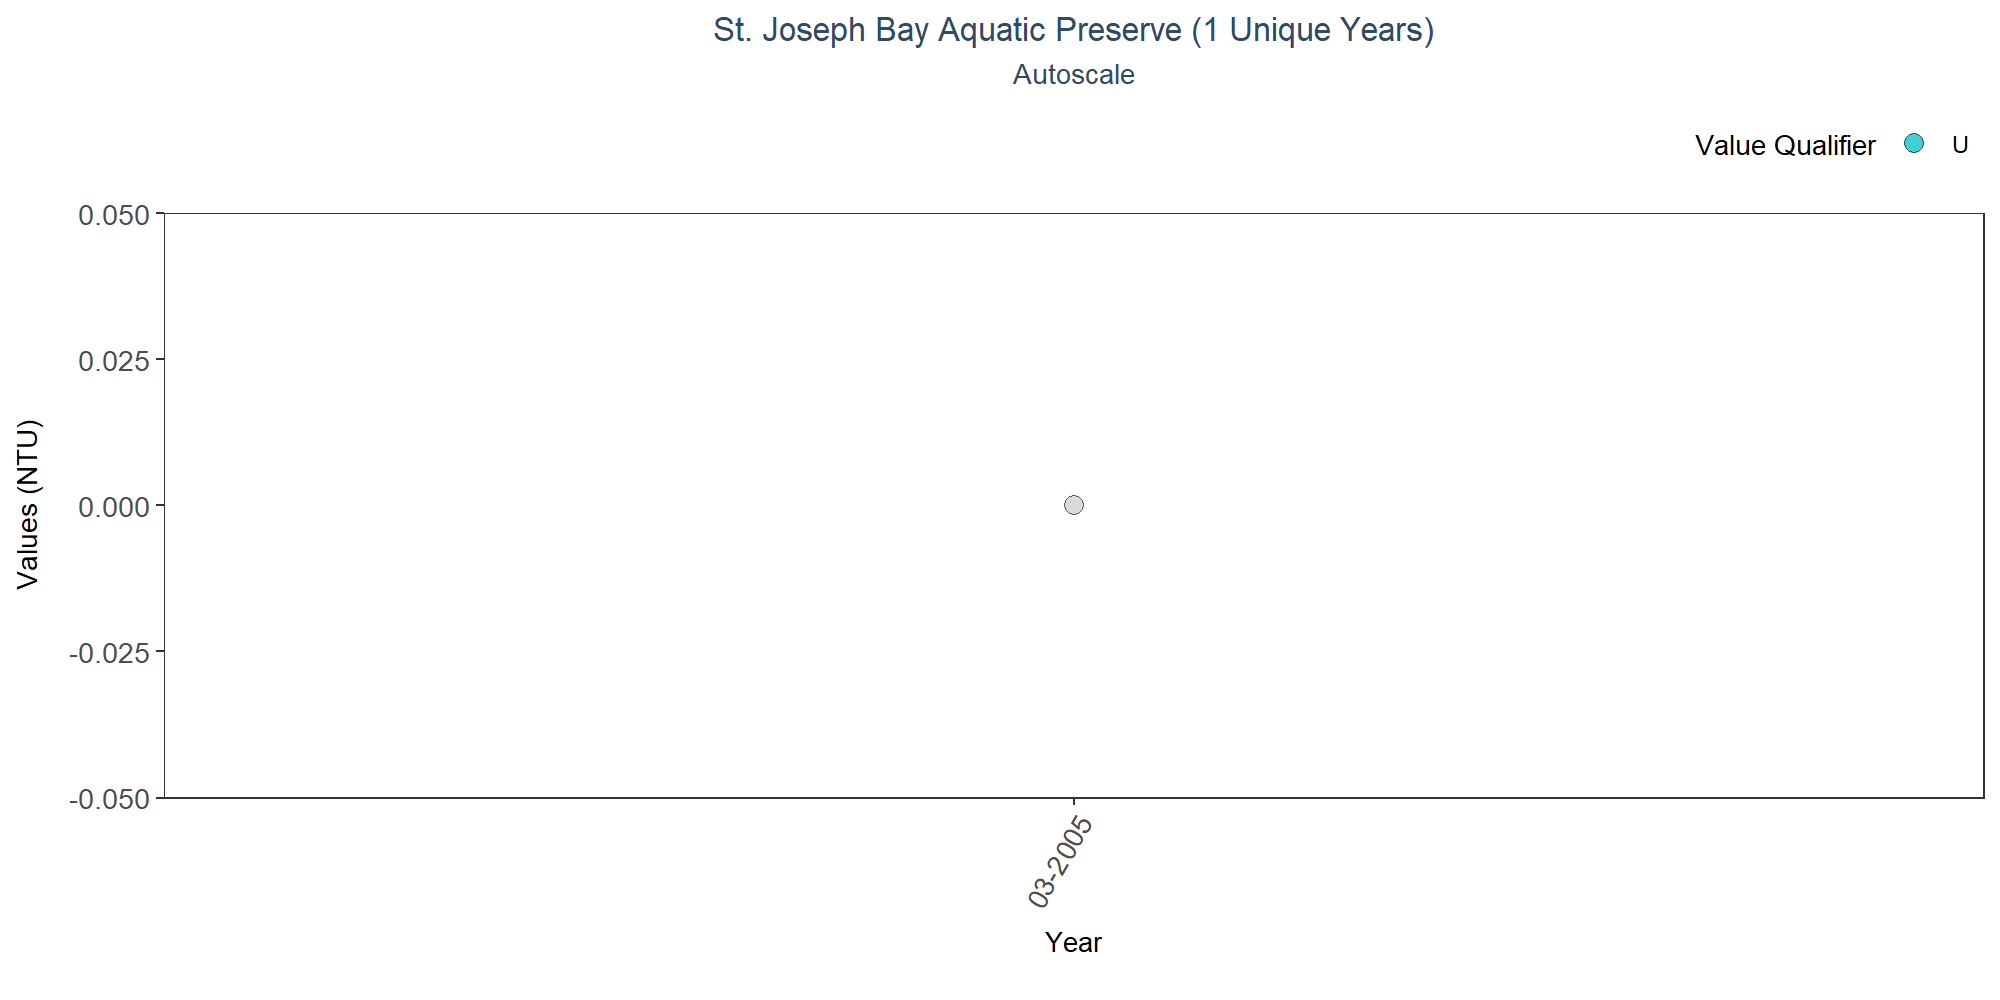 St. Joseph Bay Aquatic Preserve (1 Unique Years)
Autoscale
Value Qualifier U
0.050
0.025
0.000
-0.025
-0.050
Values (NTU)
03-2005
Year